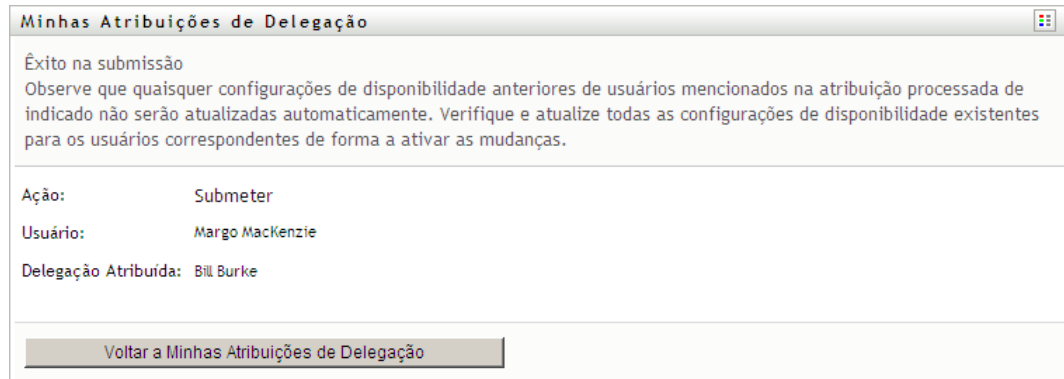 Minhas Atribuições de Delegação
Êxito na submissão
Observe que quaisquer configurações de disponibilidade anteriores de usuários mencionados na atribuição processada de
indicado não serão atualizadas automaticamente. Verifique e atualize todas as configurações de disponibilidade existentes
para os usuários correspondentes de forma a ativar as mudanças.
Ação: Submeter
Usuário: Margo MacKenzie
Delegação Atribuída: Bill Burke
Voltar a Minhas Atribuições de Delegação